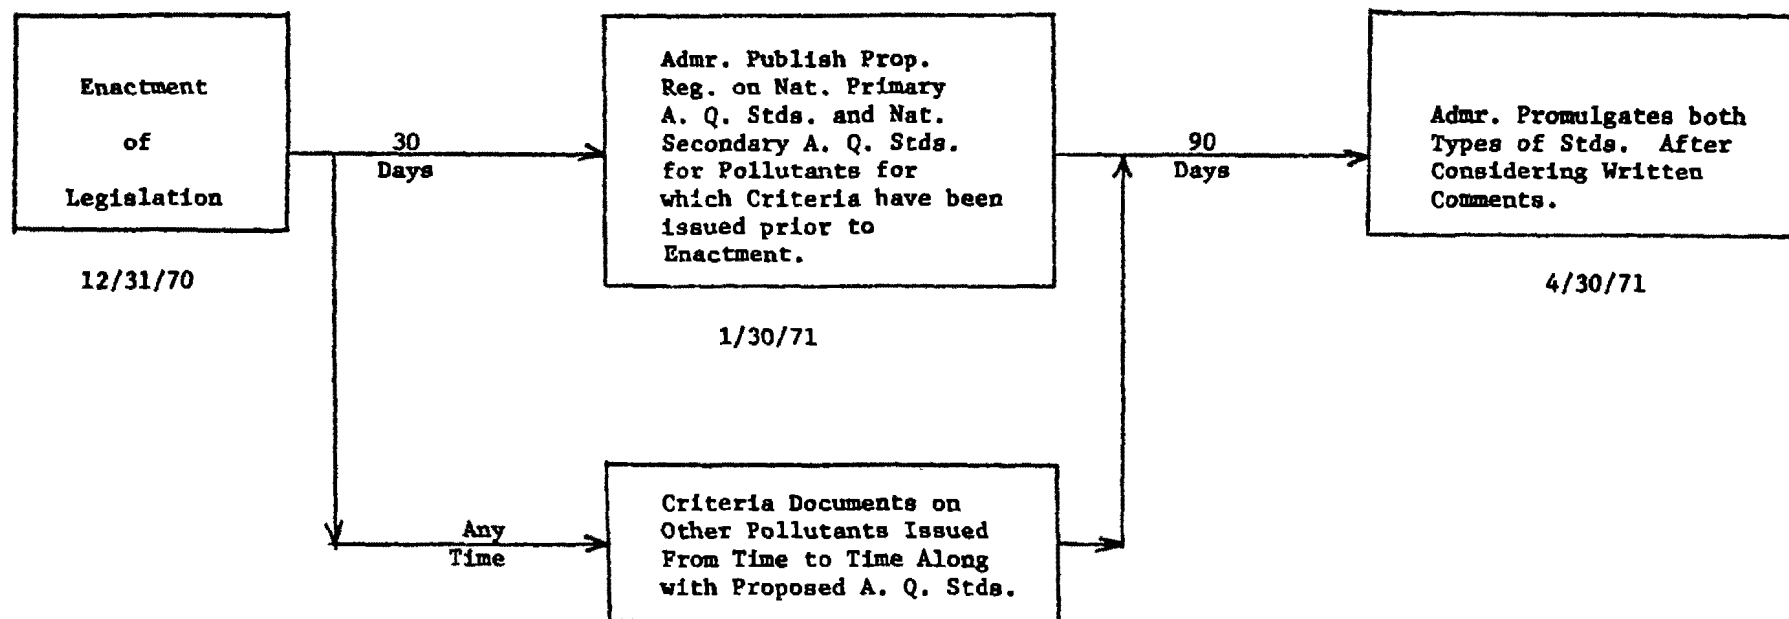 Enactment
of
Legislation
12/31/70
30
Days
Admr. Publish Prop.
Reg. on Nat. Primary
A. Q. Stds. and Nat.
Secondary A. Q. Stds.
for Pollutants for
which Criteria have been
issued prior to
Enactment.
1/30/71
90
Days
Admr. Promulgates both
Types of Stds. After
Considering Written
Comments.
4/30/71
Any
Time
Criteria Documents on
Other Pollutants Issued
From Time to Time Along
with Proposed A. Q. Stds.